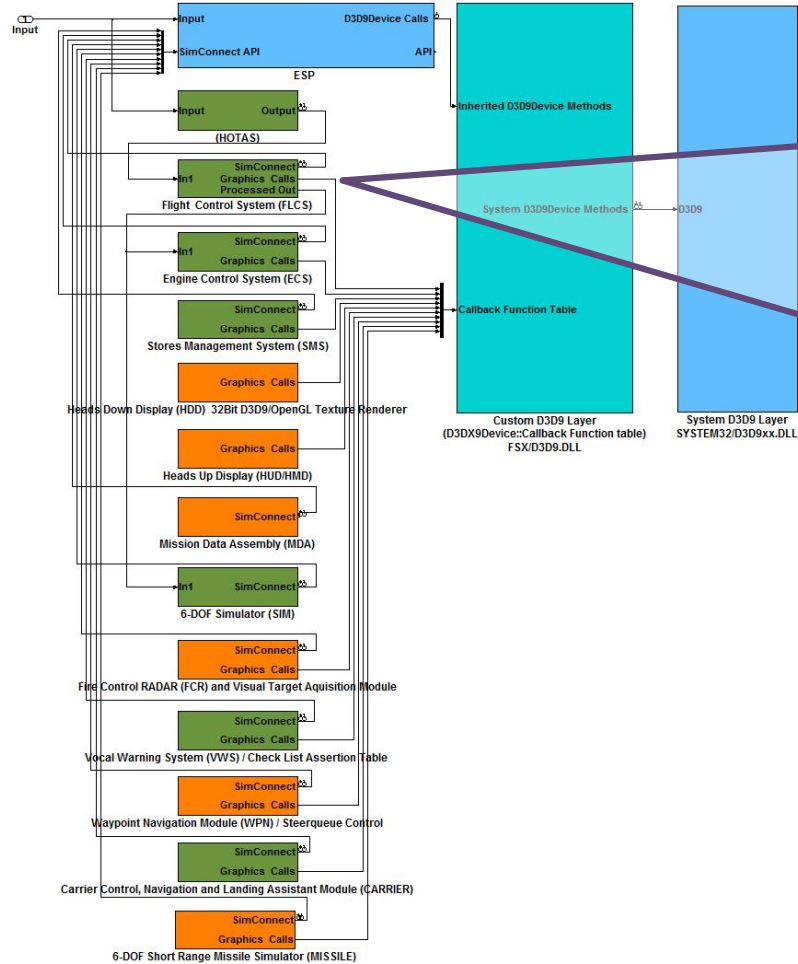 1
Input
Input
D3D9Device Calls
SimConnect API
API
ESP
Input
Output
(HOTAS)
In1
SimConnect
Graphics Calls
Processed Out
Flight Control System (FLCS)
In1
SimConnect
Graphics Calls
Engine Control System (ECS)
SimConnect
Graphics Calls
Stores Management System (SMS)
Graphics Calls
Heads Down Display (HDD) 32Bit D3D9/OpenGL Texture Renderer
Graphics Calls
Heads Up Display (HUD/HMD)
SimConnect
Mission Data Assembly (MDA)
In1
SimConnect
6-DOF Simulator (SIM)
SimConnect
Graphics Calls
Fire Control RADAR (FCR) and Visual Target Aquisition Module
SimConnect
Graphics Calls
Vocal Warning System (VWS) / Check List Assertion Table
SimConnect
Graphics Calls
Waypoint Navigation Module (WPN) / Steerqueue Control
SimConnect
Graphics Calls
Carrier Control, Navigation and Landing Assistant Module (CARRIER)
SimConnect
Graphics Calls
6-DOF Short Range Missile Simulator (MISSILE)
Inherited D3D9Device Methods
System D3D9Device Methods
Callback Function Table
Custom D3D9 Layer
(D3DX9Device::Callback Function table)
FSX/D3D9.DLL
D3D9
System D3D9 Layer
SYSTEM32/D3D9xx.DLL